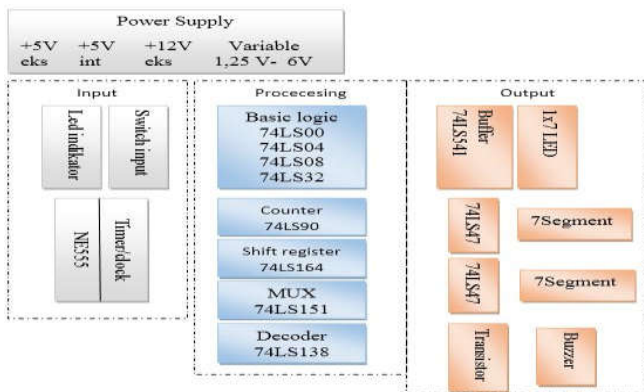 Power Supply
+5V +5V +12V Variable
eks int eks 1,25 V- 6V
Input
Led indikator
Switch input
Timer/clock
NE555
Procecesing
Basic logic
74LS00
74LS04
74LS08
74LS32
Counter
74LS90
Shift register
74LS164
MUX
74LS151
Decoder
74LS138
Output
Buffer
74LS541
1x7 LED
74LS47
7Segment
74LS47
7Segment
Transistor
Buzzer